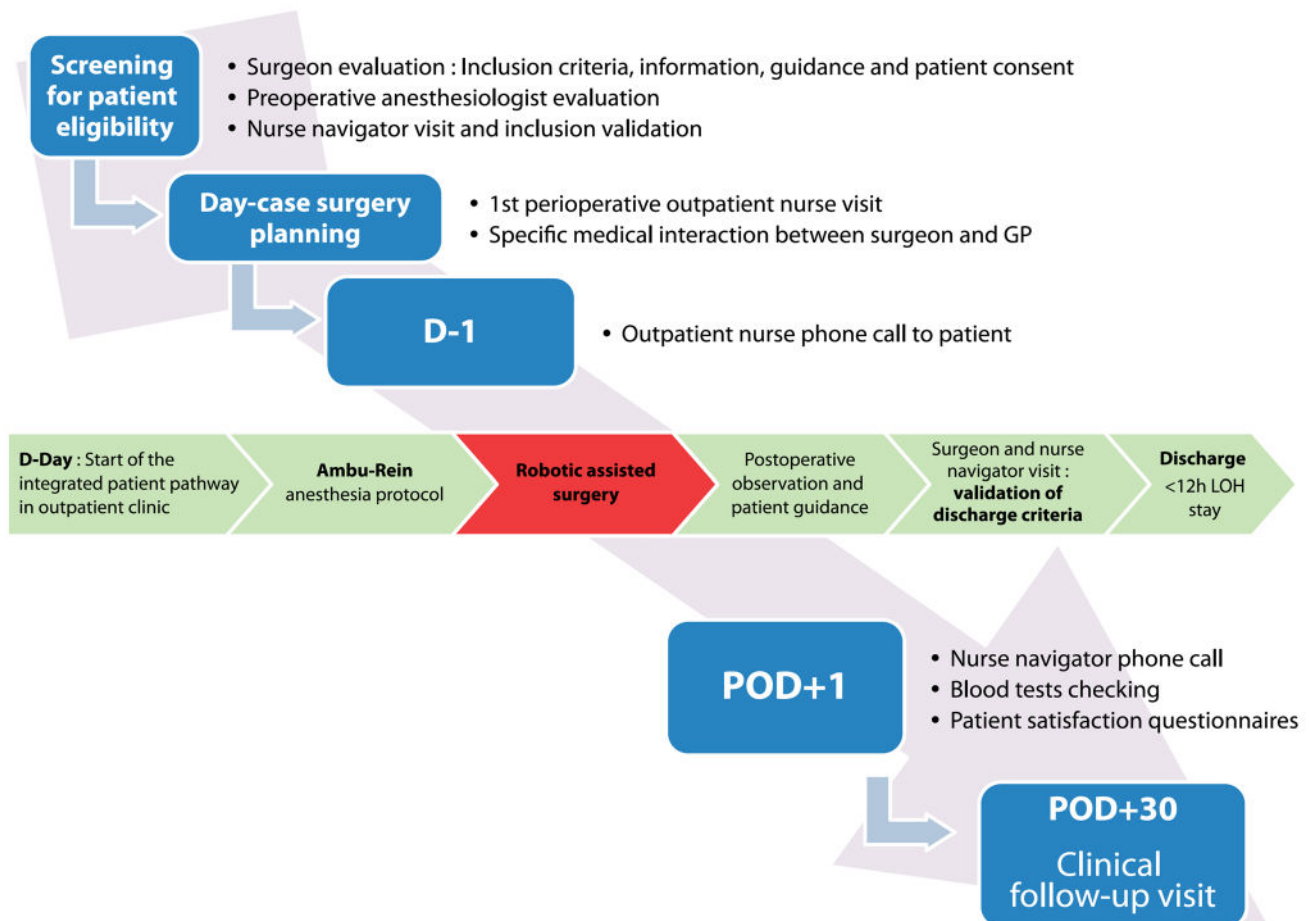 Screening
for patient
eligibility
• Surgeon evaluation : Inclusion criteria, information, guidance and patient consent
• Preoperative anesthesiologist evaluation
• Nurse navigator visit and inclusion validation
Day-case surgery
planning
• 1st perioperative outpatient nurse visit
• Specific medical interaction between surgeon and GP
D-1
• Outpatient nurse phone call to patient
D-Day : Start of the
integrated patient pathway
in outpatient clinic
Ambu-Rein
anesthesia protocol
Robotic assisted
surgery
Postoperative
observation and
patient guidance
Surgeon and nurse
navigator visit :
validation of
discharge criteria
Discharge
<12h LOH
stay
POD+1
• Nurse navigator phone call
• Blood tests checking
• Patient satisfaction questionnaires
POD+30
Clinical
follow-up visit